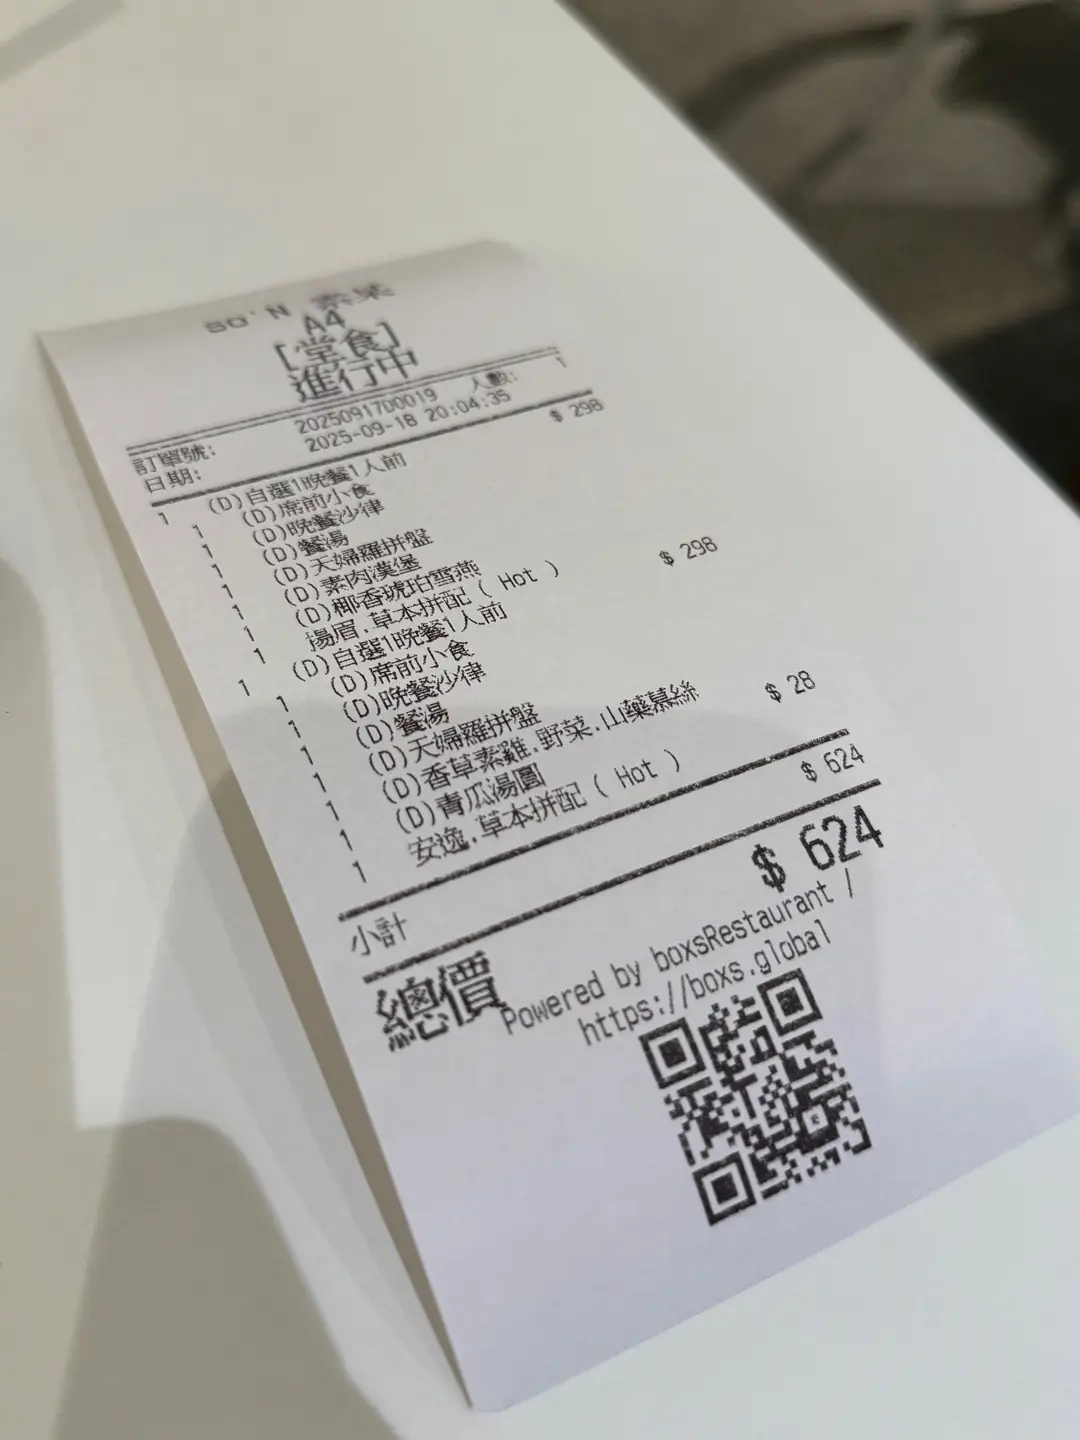 SO'N 素菜
A4
[堂食]
進行中
訂單號: 2025091700019 人數: 1
日期: 2025-09-18 20:04:35
1 (D)自選1晚餐1人前 $ 298
1 (D)席前小食
1 (D)晚餐沙律
1 (D)餐湯
1 (D)天婦羅拼盤
1 (D)素肉漢堡
1 (D)椰香琥珀雪燕
1 揚眉.草本拼配 ( Hot )
1 (D)自選1晚餐1人前 $ 298
1 (D)席前小食
1 (D)晚餐沙律
1 (D)餐湯
1 (D)天婦羅拼盤
1 (D)香草素雞.野菜.山藥慕絲 $ 28
1 (D)青瓜湯圓
1 安逸.草本拼配 ( Hot )
小計 $ 624
總價 $ 624
Powered by boxsRestaurant /
https://boxs.global